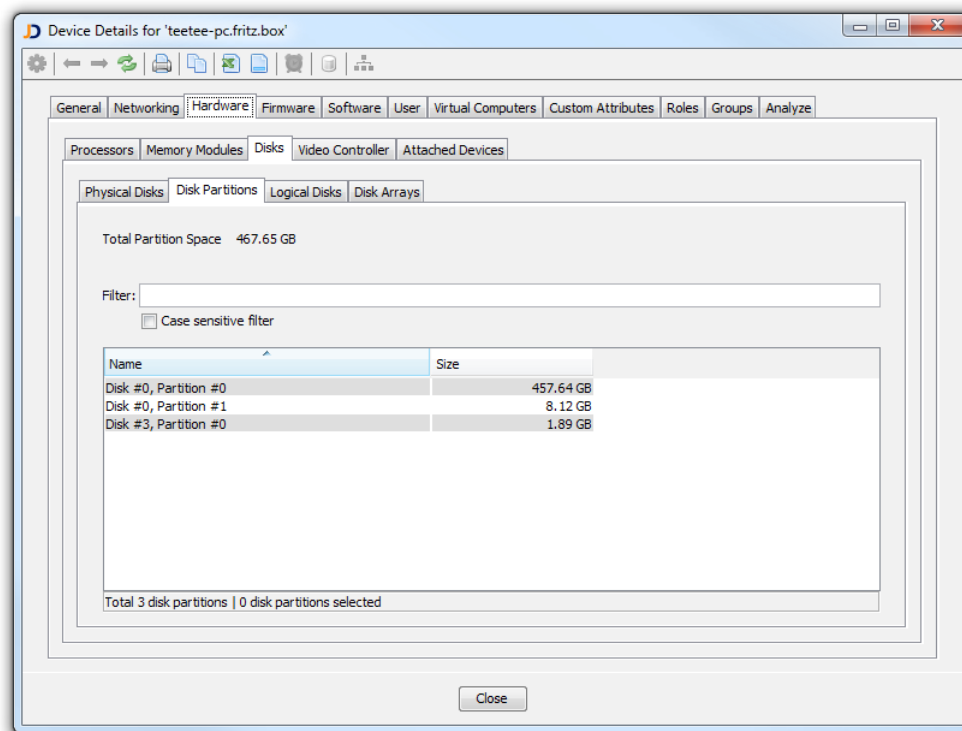 Device Details for 'teetee-pc.fritz.box'
General Networking Hardware Firmware Software User Virtual Computers Custom Attributes Roles Groups Analyze
Processors Memory Modules Disks Video Controller Attached Devices
Physical Disks Disk Partitions Logical Disks Disk Arrays
Total Partition Space 467.65 GB
Filter:
Case sensitive filter
Name Size
Disk #0, Partition #0 457.64 GB
Disk #0, Partition #1 8.12 GB
Disk #3, Partition #0 1.89 GB
Total 3 disk partitions | 0 disk partitions selected
Close